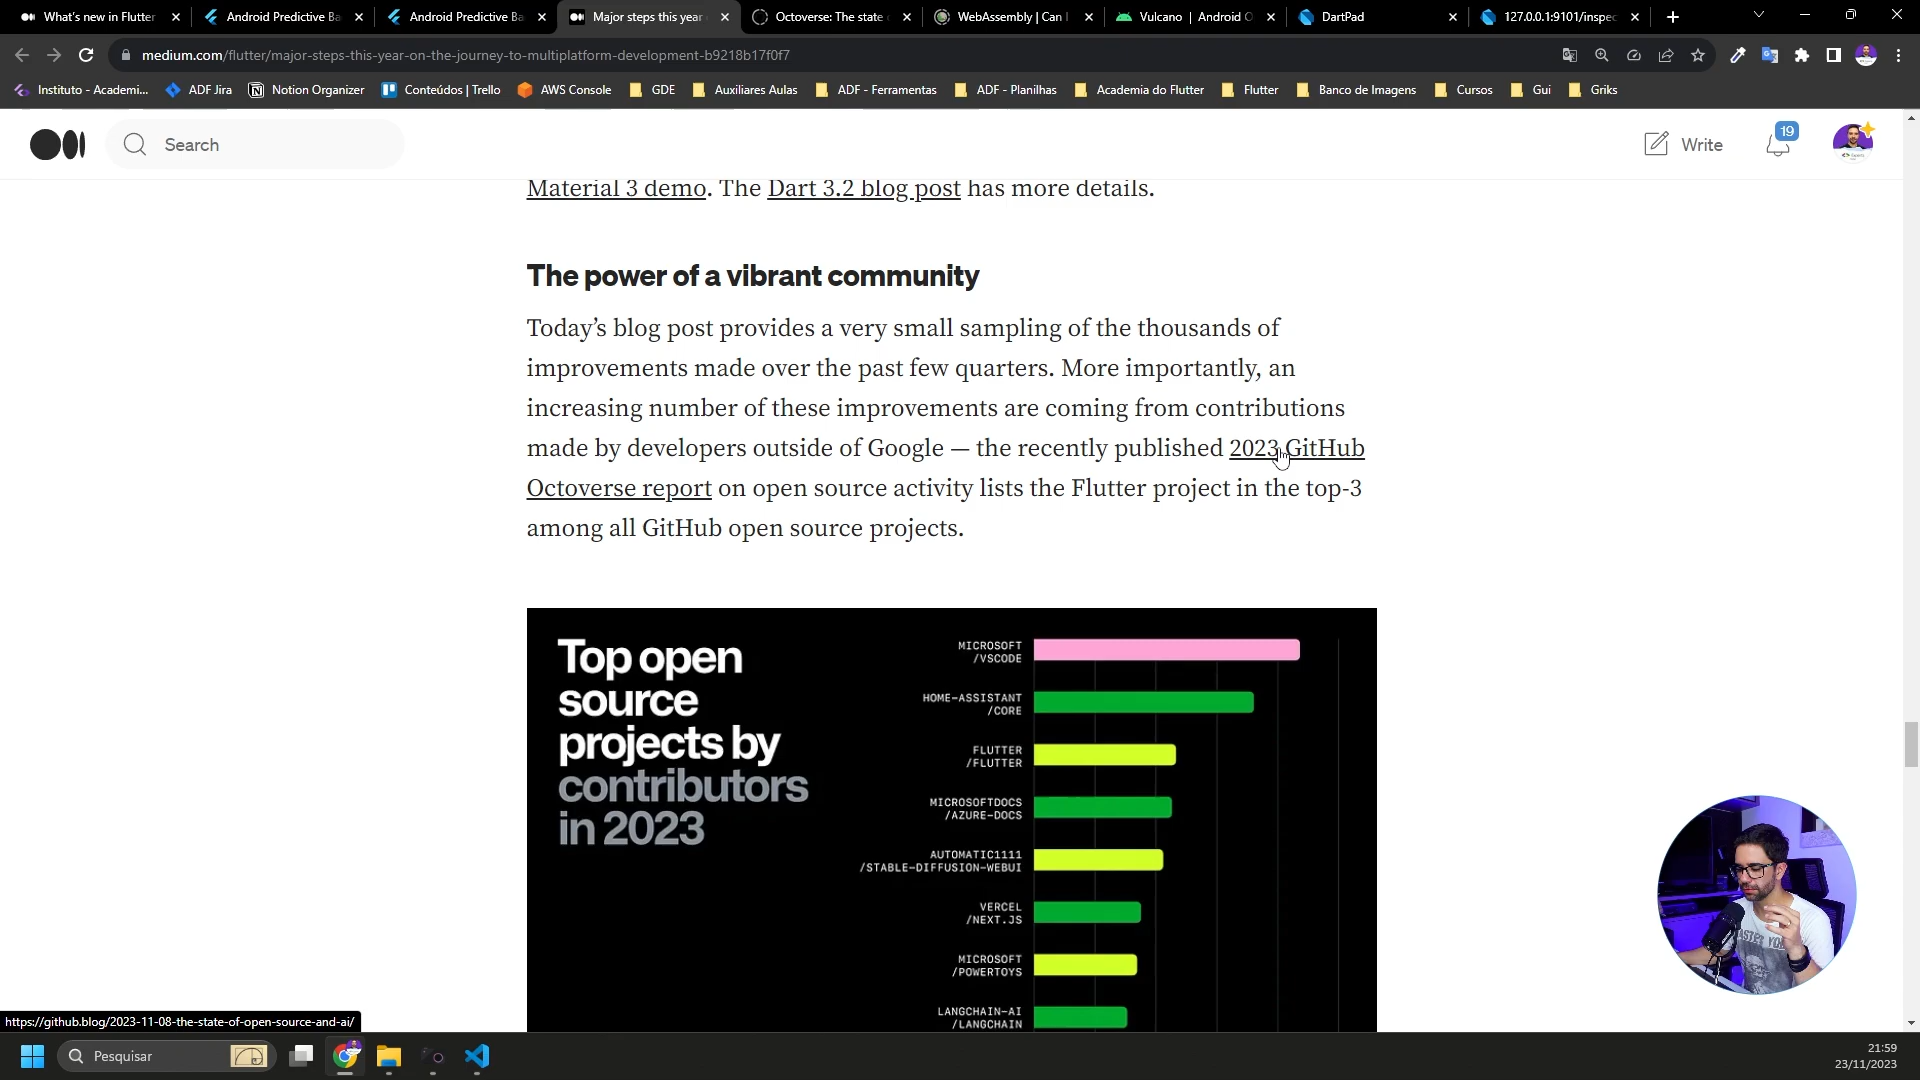 What's new in Flutter
Android Predictive Ba
Android Predictive Ba
Major steps this year
Octoverse: The state
WebAssembly | Can I
Vulcano | Android O
DartPad
127.0.0.1:9101/inspec
medium.com/flutter/major-steps-this-year-on-the-journey-to-multiplatform-development-b9218b17f0f7
Instituto - Academi...
ADF Jira
Notion Organizer
Conteúdos | Trello
AWS Console
GDE
Auxiliares Aulas
ADF - Ferramentas
ADF - Planilhas
Academia do Flutter
Flutter
Banco de Imagens
Cursos
Gui
Griks
Search
Write
19
Material 3 demo. The Dart 3.2 blog post has more details.
The power of a vibrant community
Today’s blog post provides a very small sampling of the thousands of
improvements made over the past few quarters. More importantly, an
increasing number of these improvements are coming from contributions
made by developers outside of Google — the recently published 2023 GitHub
Octoverse report on open source activity lists the Flutter project in the top-3
among all GitHub open source projects.
Top open
source
projects by
contributors
in 2023
MICROSOFT
/VSCODE
HOME-ASSISTANT
/CORE
FLUTTER
/FLUTTER
MICROSOFTDOCS
/AZURE-DOCS
AUTOMATIC1111
/STABLE-DIFFUSION-WEBUI
VERCEL
/NEXT.JS
MICROSOFT
/POWERTOYS
LANGCHAIN-AI
/LANGCHAIN
https://github.blog/2023-11-08-the-state-of-open-source-and-ai/
Pesquisar
21:59
23/11/2023